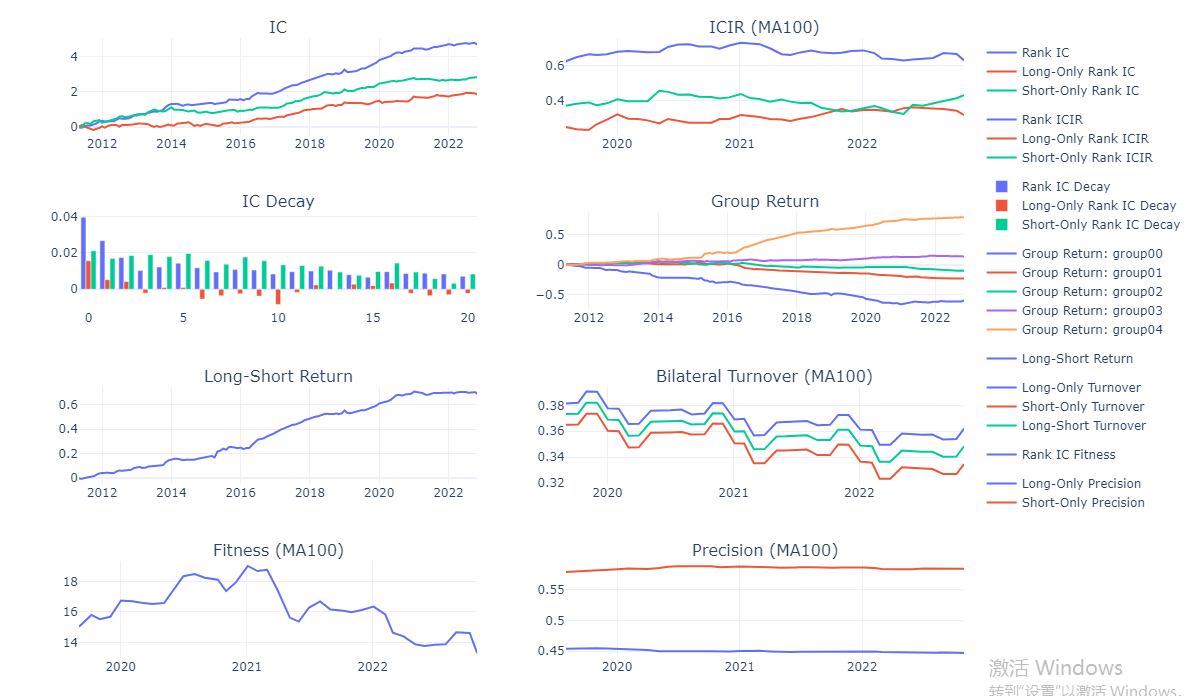 IC
4
2
0
2012 2014 2016 2018 2020 2022
ICIR (MA100)
0.6
0.4
2020 2021 2022
IC Decay
0.04
0.02
0
0 5 10 15 20
Group Return
0.5
0
−0.5
2012 2014 2016 2018 2020 2022
Long-Short Return
0.6
0.4
0.2
0
2012 2014 2016 2018 2020 2022
Bilateral Turnover (MA100)
0.38
0.36
0.34
0.32
2020 2021 2022
Fitness (MA100)
18
16
14
2020 2021 2022
Precision (MA100)
0.55
0.5
0.45
2020 2021 2022
Rank IC
Long-Only Rank IC
Short-Only Rank IC
Rank ICIR
Long-Only Rank ICIR
Short-Only Rank ICIR
Rank IC Decay
Long-Only Rank IC Decay
Short-Only Rank IC Decay
Group Return: group00
Group Return: group01
Group Return: group02
Group Return: group03
Group Return: group04
Long-Short Return
Long-Only Turnover
Short-Only Turnover
Long-Short Turnover
Rank IC Fitness
Long-Only Precision
Short-Only Precision
激活 Windows
转到"设置"以激活 Windows。